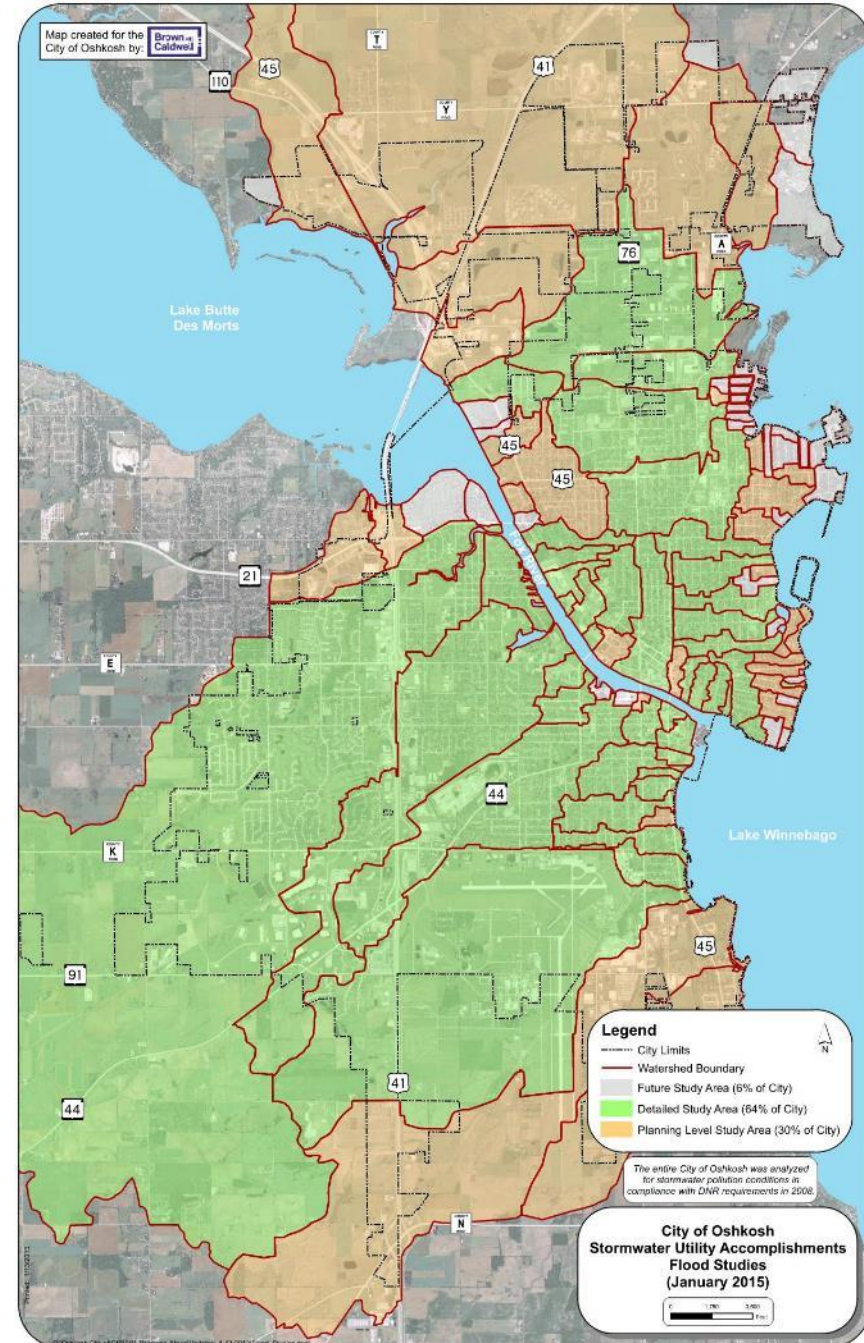 Map created for the
City of Oshkosh by:
Brown AND
Caldwell
45
T
41
110
Y
76
A
Lake Butte
Des Morts
45
45
21
E
44
Lake Winnebago
K
91
45
44
41
N
Legend
City Limits
Watershed Boundary
Future Study Area (6% of City)
Detailed Study Area (64% of City)
Planning Level Study Area (30% of City)
N
The entire City of Oshkosh was analyzed
for stormwater pollution conditions in
compliance with DNR requirements in 2008.
City of Oshkosh
Stormwater Utility Accomplishments
Flood Studies
(January 2015)
Feet